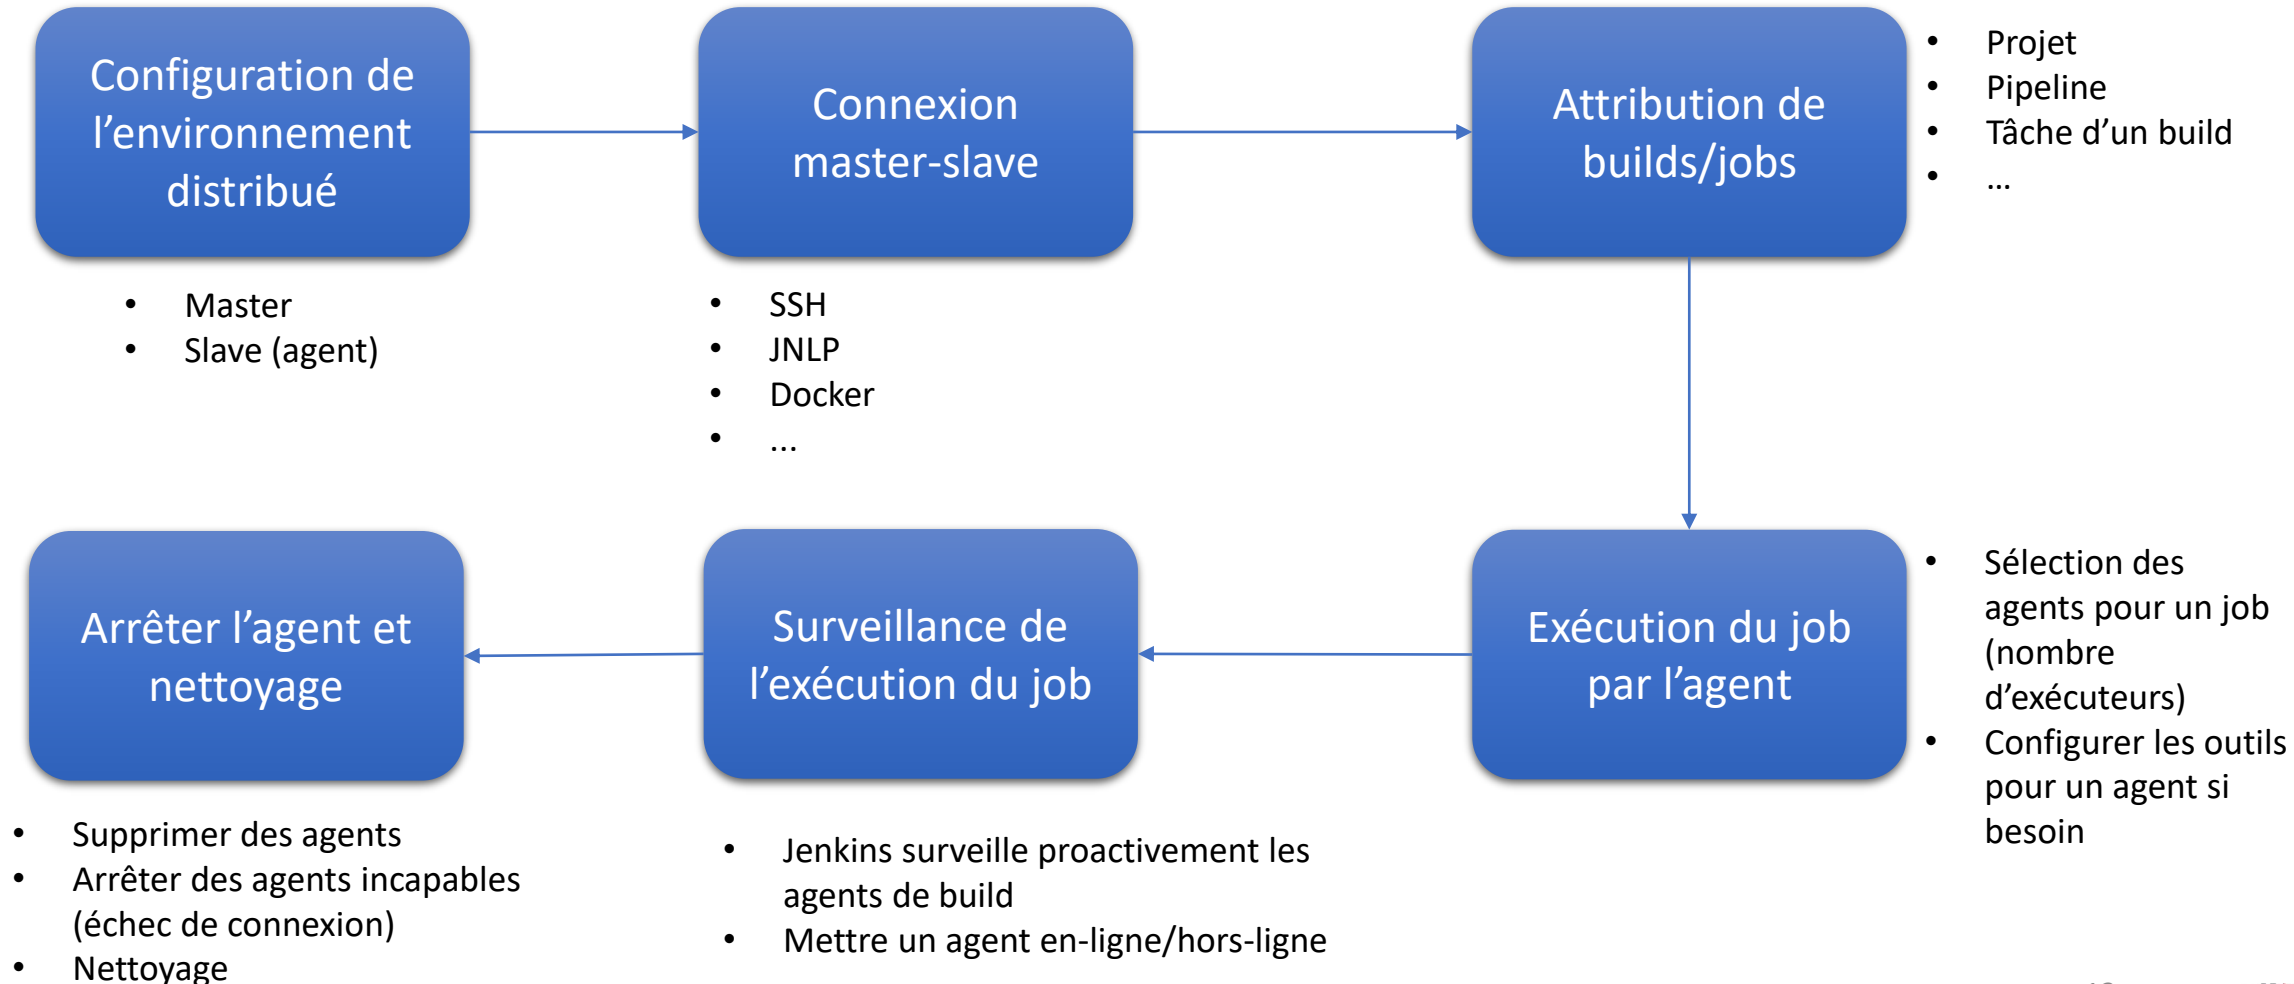 Configuration de
l’environnement
distribué
Connexion
master-slave
Attribution de
builds/jobs
• Projet
• Pipeline
• Tâche d’un build
• …
• Master
• Slave (agent)
• SSH
• JNLP
• Docker
• ...
Arrêter l’agent et
nettoyage
Surveillance de
l’exécution du job
Exécution du job
par l’agent
• Sélection des
agents pour un job
(nombre
d’exécuteurs)
• Configurer les outils
pour un agent si
besoin
• Supprimer des agents
• Arrêter des agents incapables
(échec de connexion)
• Nettoyage
• Jenkins surveille proactivement les
agents de build
• Mettre un agent en-ligne/hors-ligne